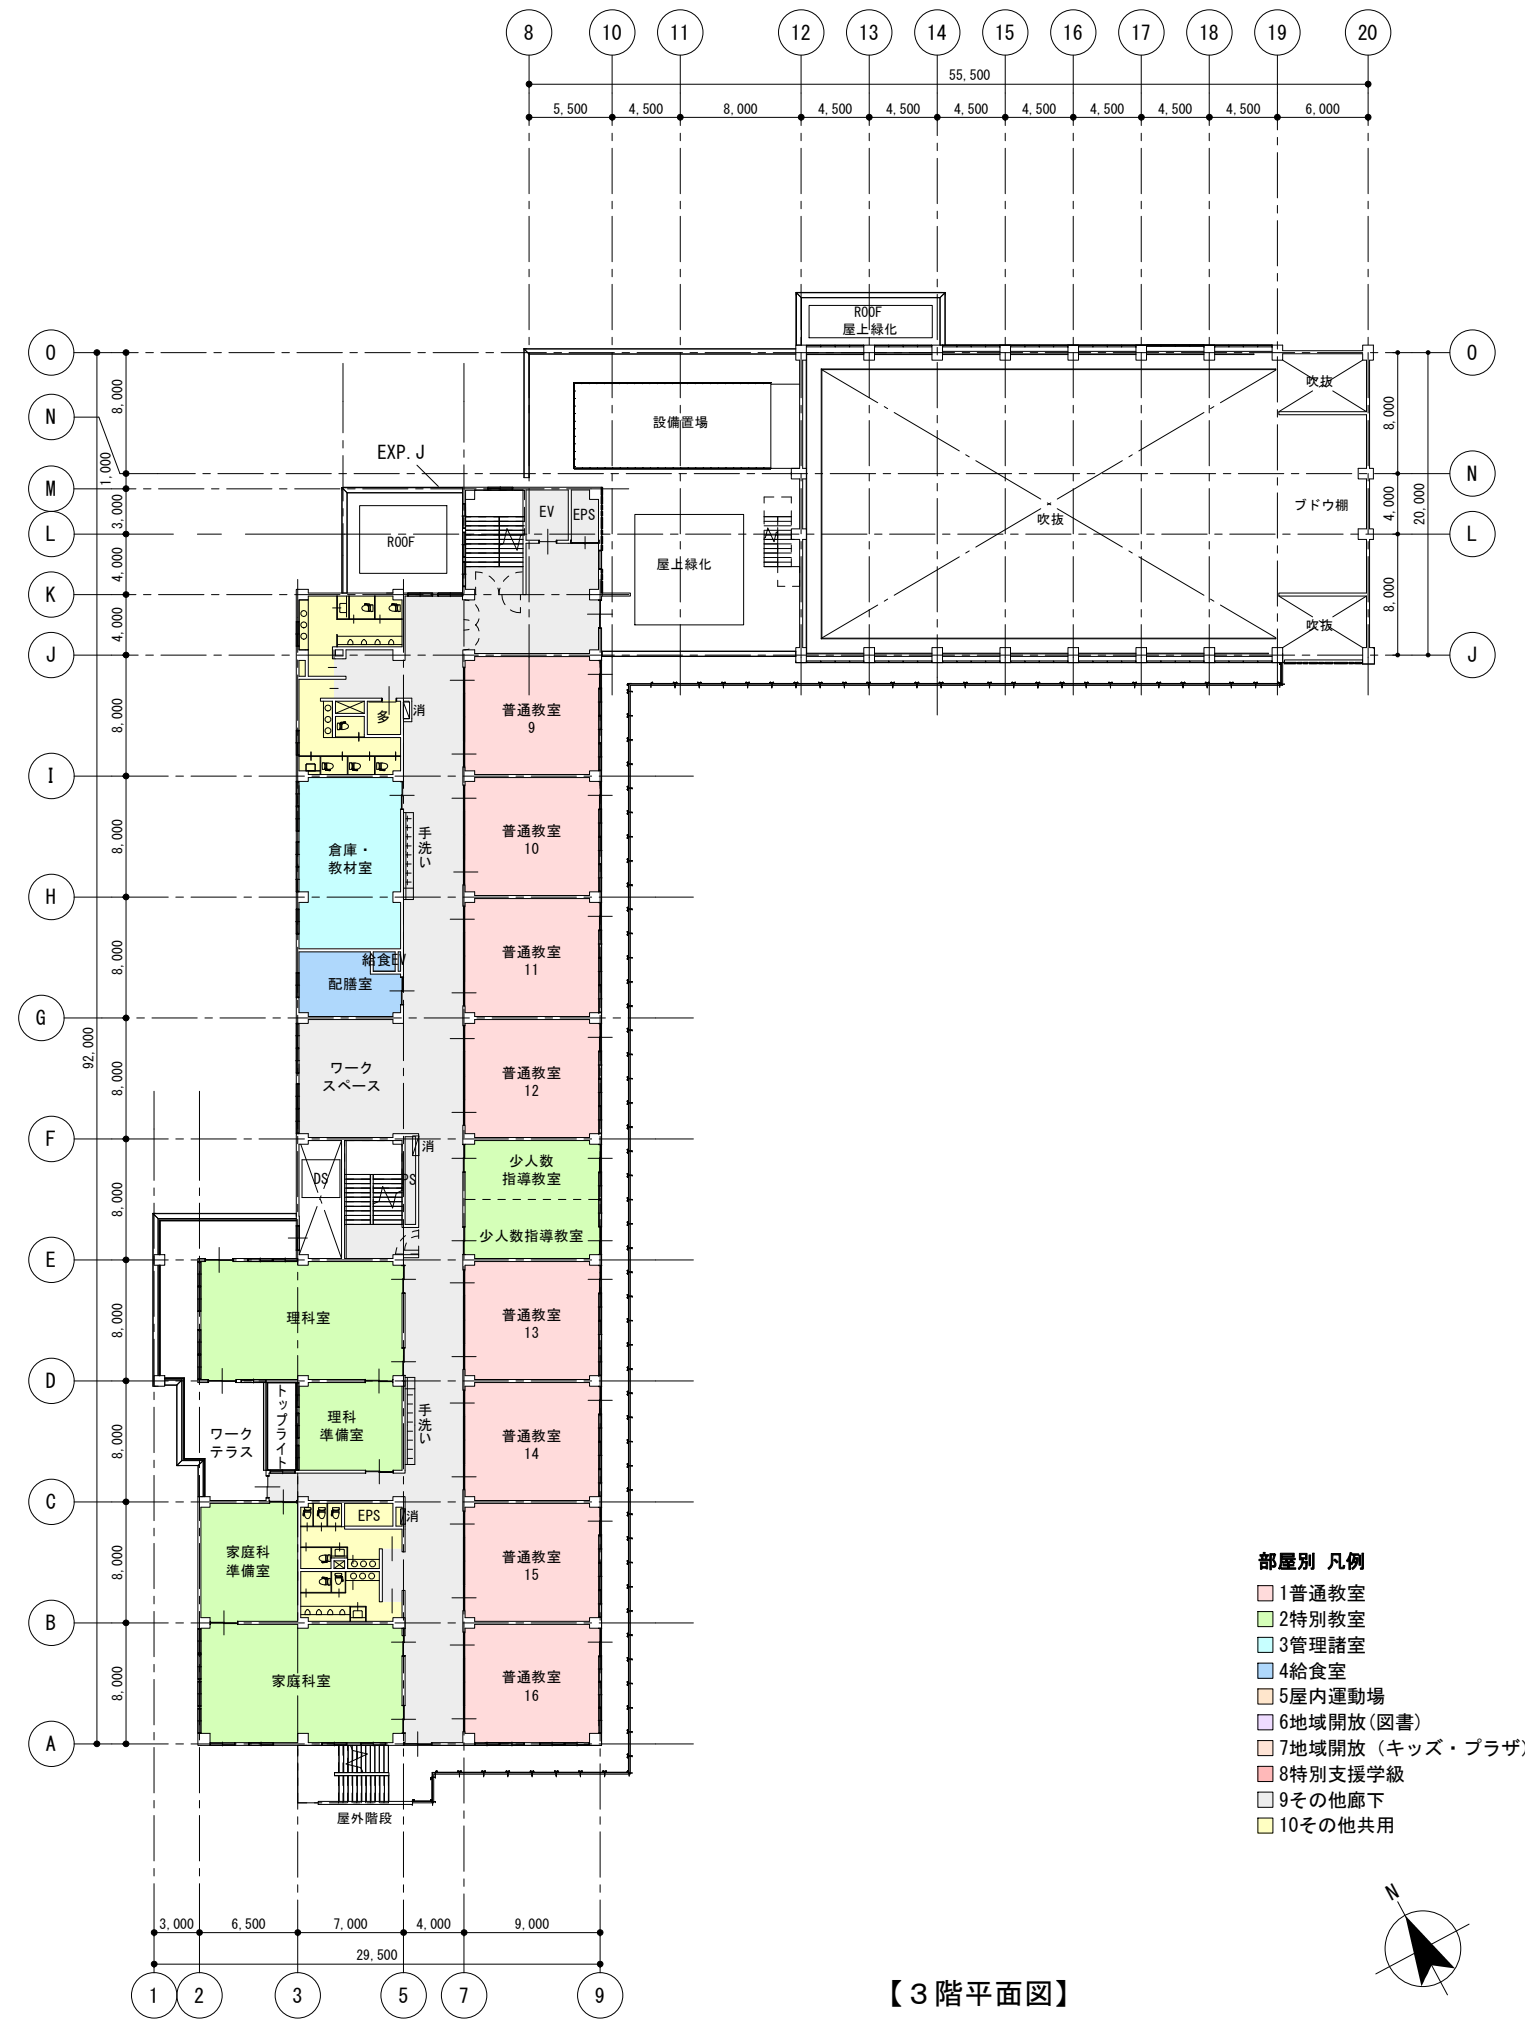 8 10 11 12 13 14 15 16 17 18 19 20
55,500
5,500 4,500 8,000 4,500 4,500 4,500 4,500 4,500 4,500 4,500 6,000
ROOF
屋上緑化
O
O
8,000
8,000
吹抜
設備置場
N
N
1,000
EXP.J
M
3,000
EV
EPS
ROOF
吹抜
ブドウ棚
4,000
20,000
L
L
4,000
屋上緑化
K
4,000
8,000
吹抜
J
J
8,000
多
消
普通教室
9
I
8,000
倉庫・
教材室
手洗い
普通教室
10
H
8,000
給食EV
配膳室
普通教室
11
G
92,000
8,000
ワーク
スペース
普通教室
12
F
消
8,000
DS
PS
少人数
指導教室
少人数指導教室
E
8,000
理科室
普通教室
13
D
8,000
ワーク
テラス
トップライト
理科
準備室
手洗い
普通教室
14
C
EPS
消
8,000
家庭科
準備室
普通教室
15
B
8,000
家庭科室
普通教室
16
A
屋外階段
3,000 6,500 7,000 4,000 9,000
29,500
1 2 3 5 7 9
部屋別 凡例
1普通教室
2特別教室
3管理諸室
4給食室
5屋内運動場
6地域開放(図書)
7地域開放（キッズ・プラザ）
8特別支援学級
9その他廊下
10その他共用
N
【３階平面図】